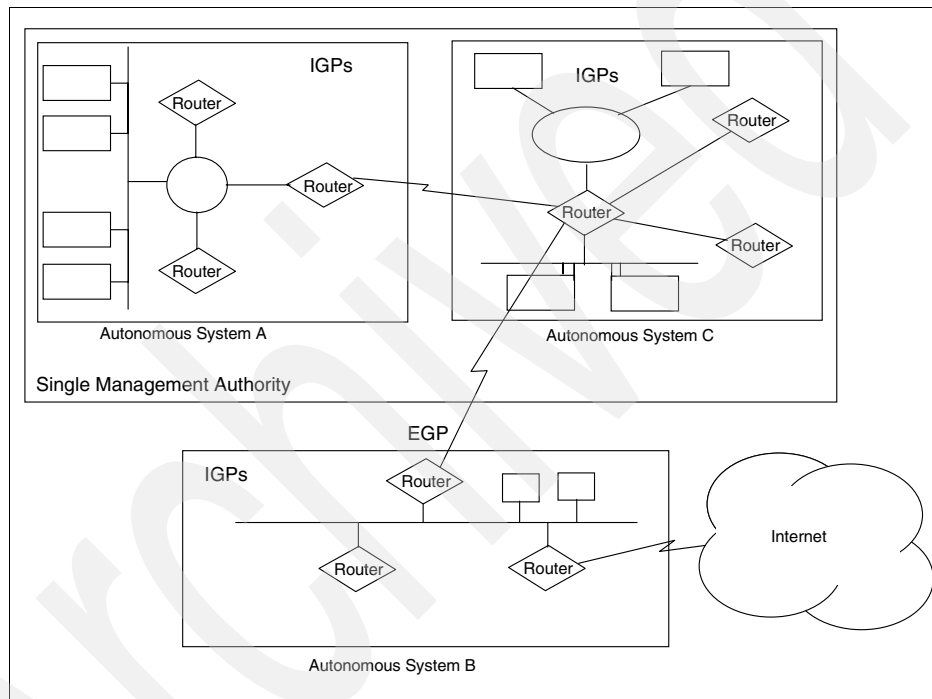 IGPs
Router
Router
Router
Autonomous System A
IGPs
Router
Router
Router
Autonomous System C
Single Management Authority
EGP
IGPs
Router
Router
Router
Internet
Autonomous System B
Archived